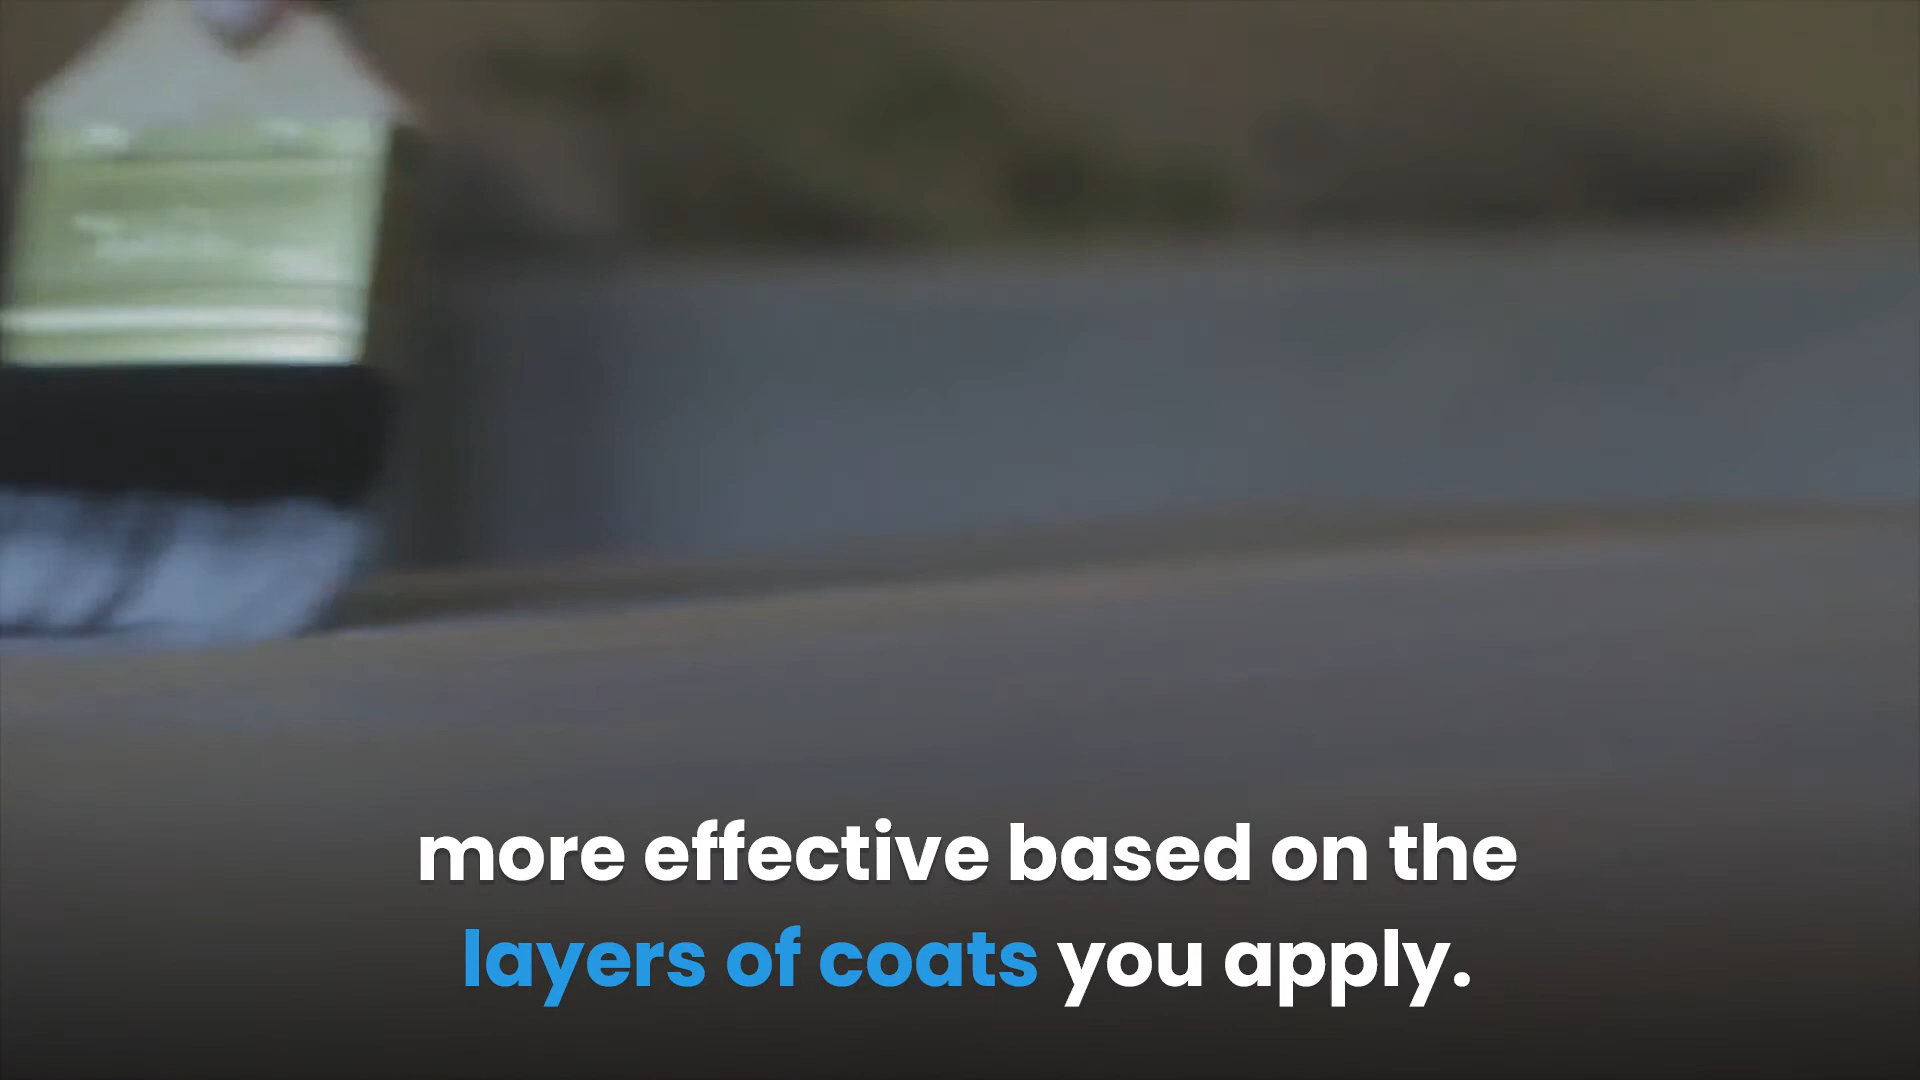 more effective based on the
layers of coats you apply.